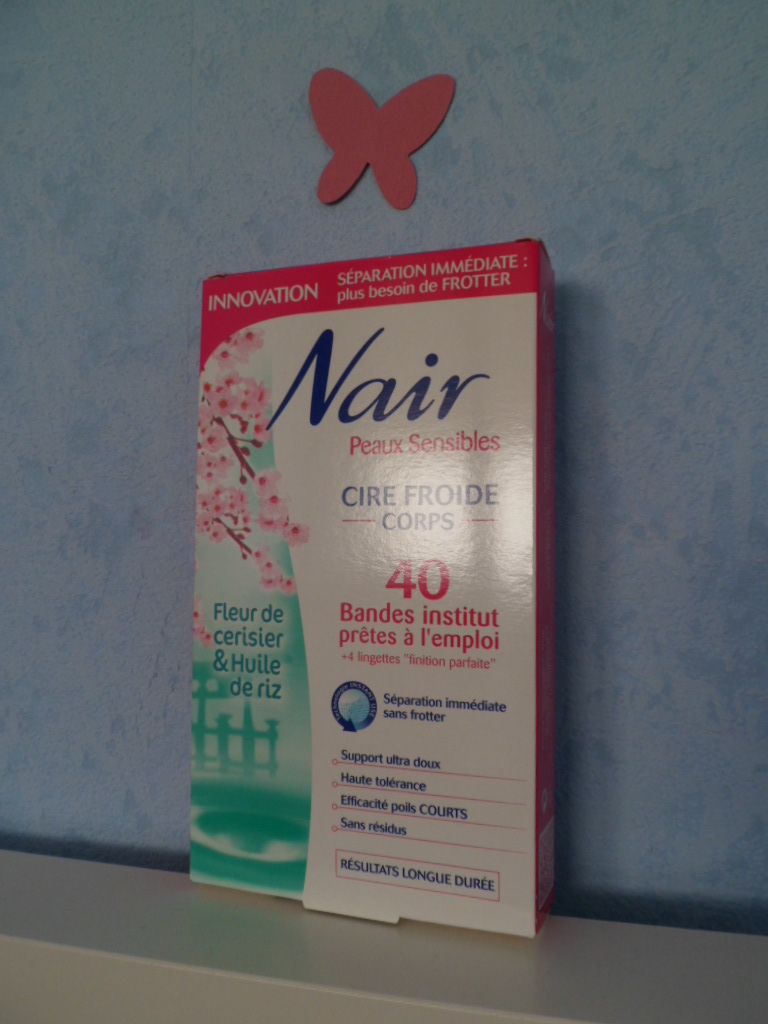 INNOVATION
SÉPARATION IMMÉDIATE :
plus besoin de FROTTER
Nair
Peaux Sensibles
CIRE FROIDE
CORPS
40
Bandes institut
prêtes à l'emploi
+4 lingettes "finition parfaite"
Fleur de
cerisier
& Huile
de riz
Séparation immédiate
sans frotter
Support ultra doux
Haute tolérance
Efficacité poils COURTS
Sans résidus
RÉSULTATS LONGUE DURÉE